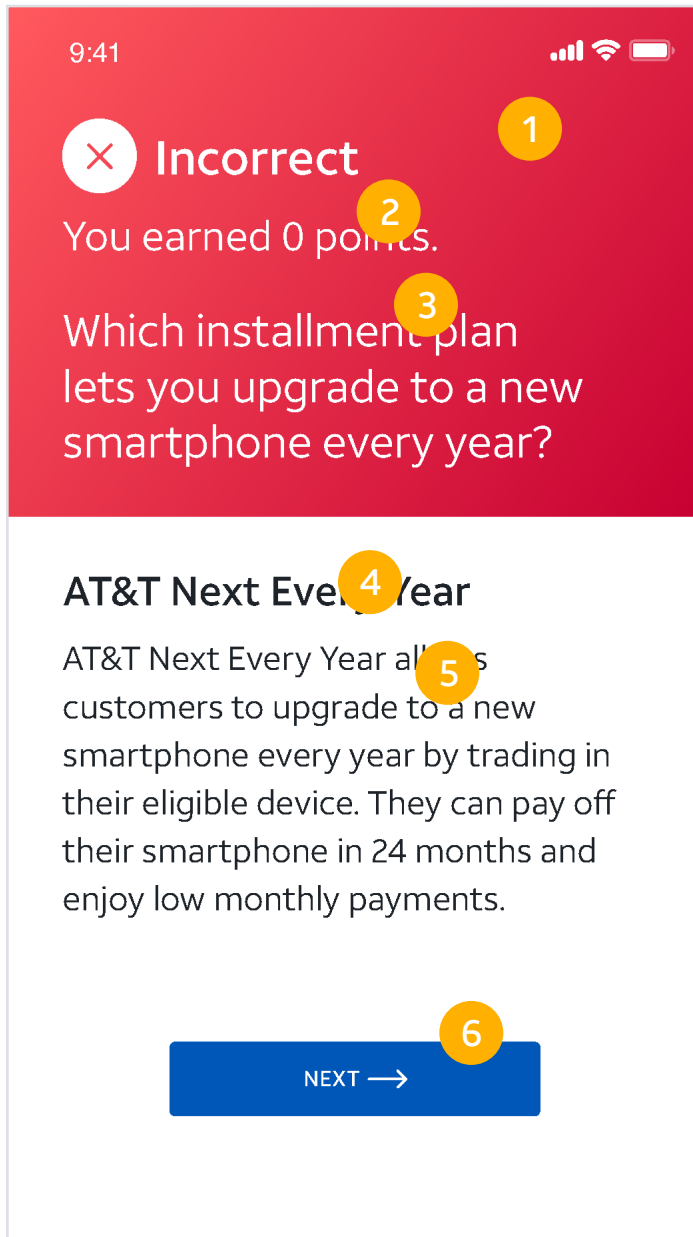 9:41
1
Incorrect
2
You earned 0 points.
3
Which installment plan
lets you upgrade to a new
smartphone every year?
4
AT&T Next Every Year
5
AT&T Next Every Year allows
customers to upgrade to a new
smartphone every year by trading in
their eligible device. They can pay off
their smartphone in 24 months and
enjoy low monthly payments.
6
NEXT